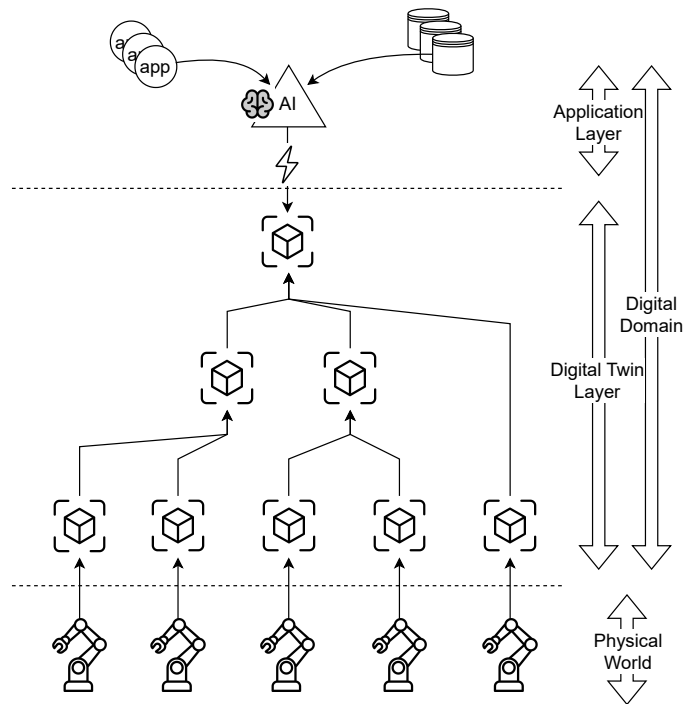 a
a
app
AI
Application
Layer
Digital
Domain
Digital Twin
Layer
Physical
World